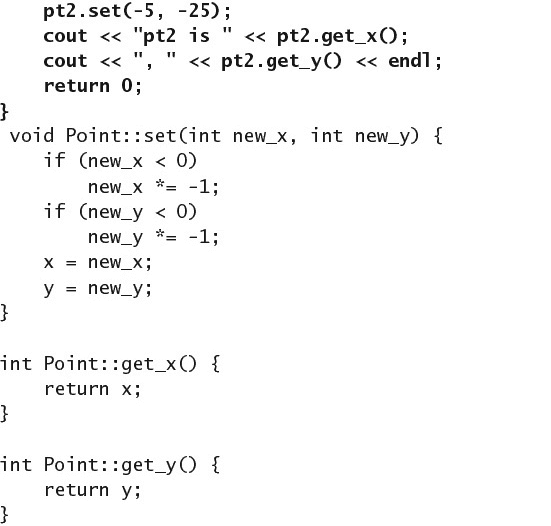 pt2.set(-5, -25);
    cout << "pt2 is " << pt2.get_x();
    cout << ", " << pt2.get_y() << endl;
    return 0;
}
 void Point::set(int new_x, int new_y) {
    if (new_x < 0)
        new_x *= -1;
    if (new_y < 0)
        new_y *= -1;
    x = new_x;
    y = new_y;
}

int Point::get_x() {
    return x;
}

int Point::get_y() {
    return y;
}